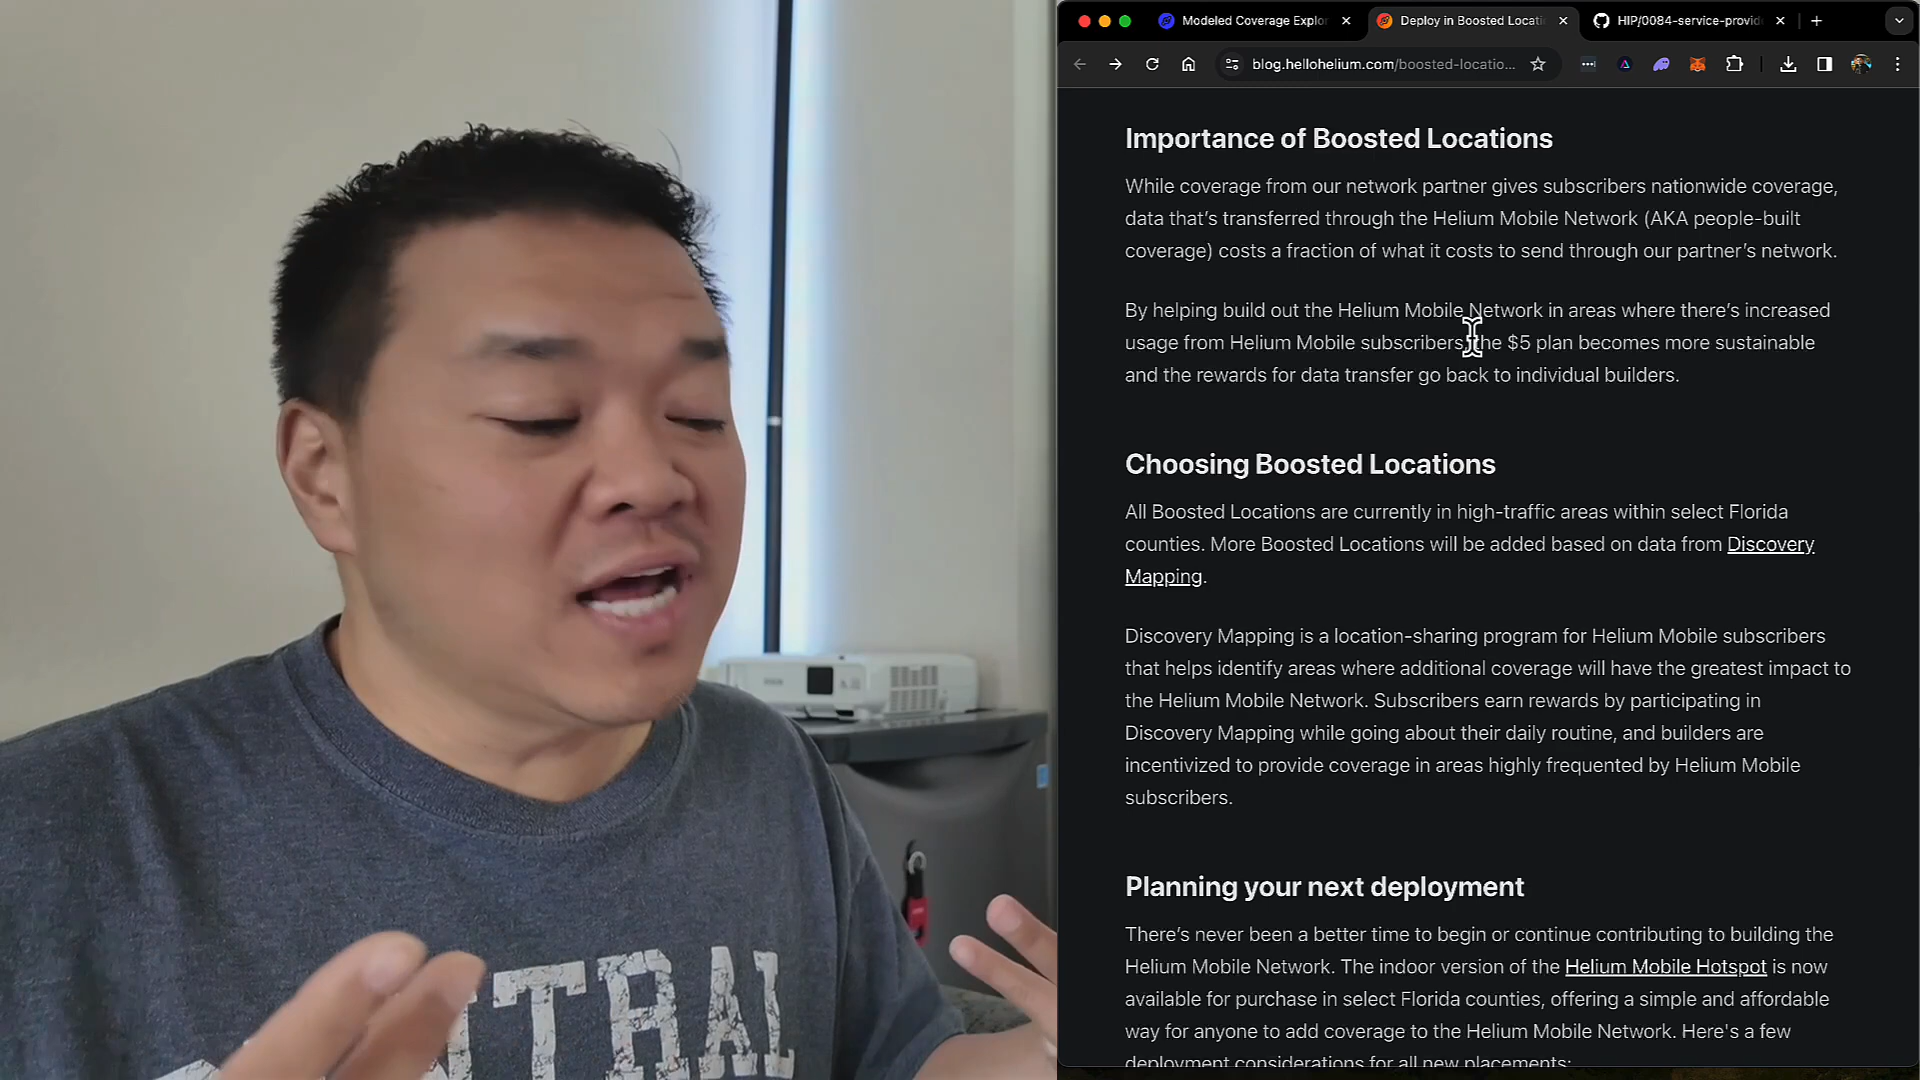 Modeled Coverage Explor
Deploy in Boosted Locati
HIP/0084-service-provid
blog.hellohelium.com/boosted-locatio...
Importance of Boosted Locations
While coverage from our network partner gives subscribers nationwide coverage,
data that’s transferred through the Helium Mobile Network (AKA people-built
coverage) costs a fraction of what it costs to send through our partner’s network.
By helping build out the Helium Mobile Network in areas where there’s increased
usage from Helium Mobile subscribers, the $5 plan becomes more sustainable
and the rewards for data transfer go back to individual builders.
Choosing Boosted Locations
All Boosted Locations are currently in high-traffic areas within select Florida
counties. More Boosted Locations will be added based on data from Discovery
Mapping.
Discovery Mapping is a location-sharing program for Helium Mobile subscribers
that helps identify areas where additional coverage will have the greatest impact to
the Helium Mobile Network. Subscribers earn rewards by participating in
Discovery Mapping while going about their daily routine, and builders are
incentivized to provide coverage in areas highly frequented by Helium Mobile
subscribers.
Planning your next deployment
There’s never been a better time to begin or continue contributing to building the
Helium Mobile Network. The indoor version of the Helium Mobile Hotspot is now
available for purchase in select Florida counties, offering a simple and affordable
way for anyone to add coverage to the Helium Mobile Network. Here's a few
deployment considerations for all new placements:
NTRAL